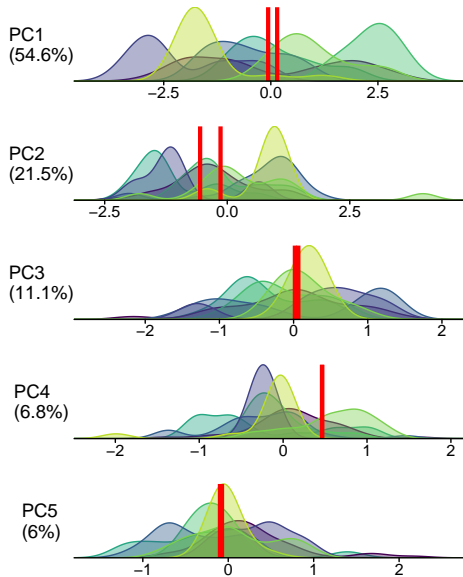 PC1
(54.6%)
−2.5 0.0 2.5
PC2
(21.5%)
−2.5 0.0 2.5
PC3
(11.1%)
−2 −1 0 1 2
PC4
(6.8%)
−2 −1 0 1 2
PC5
(6%)
−1 0 1 2